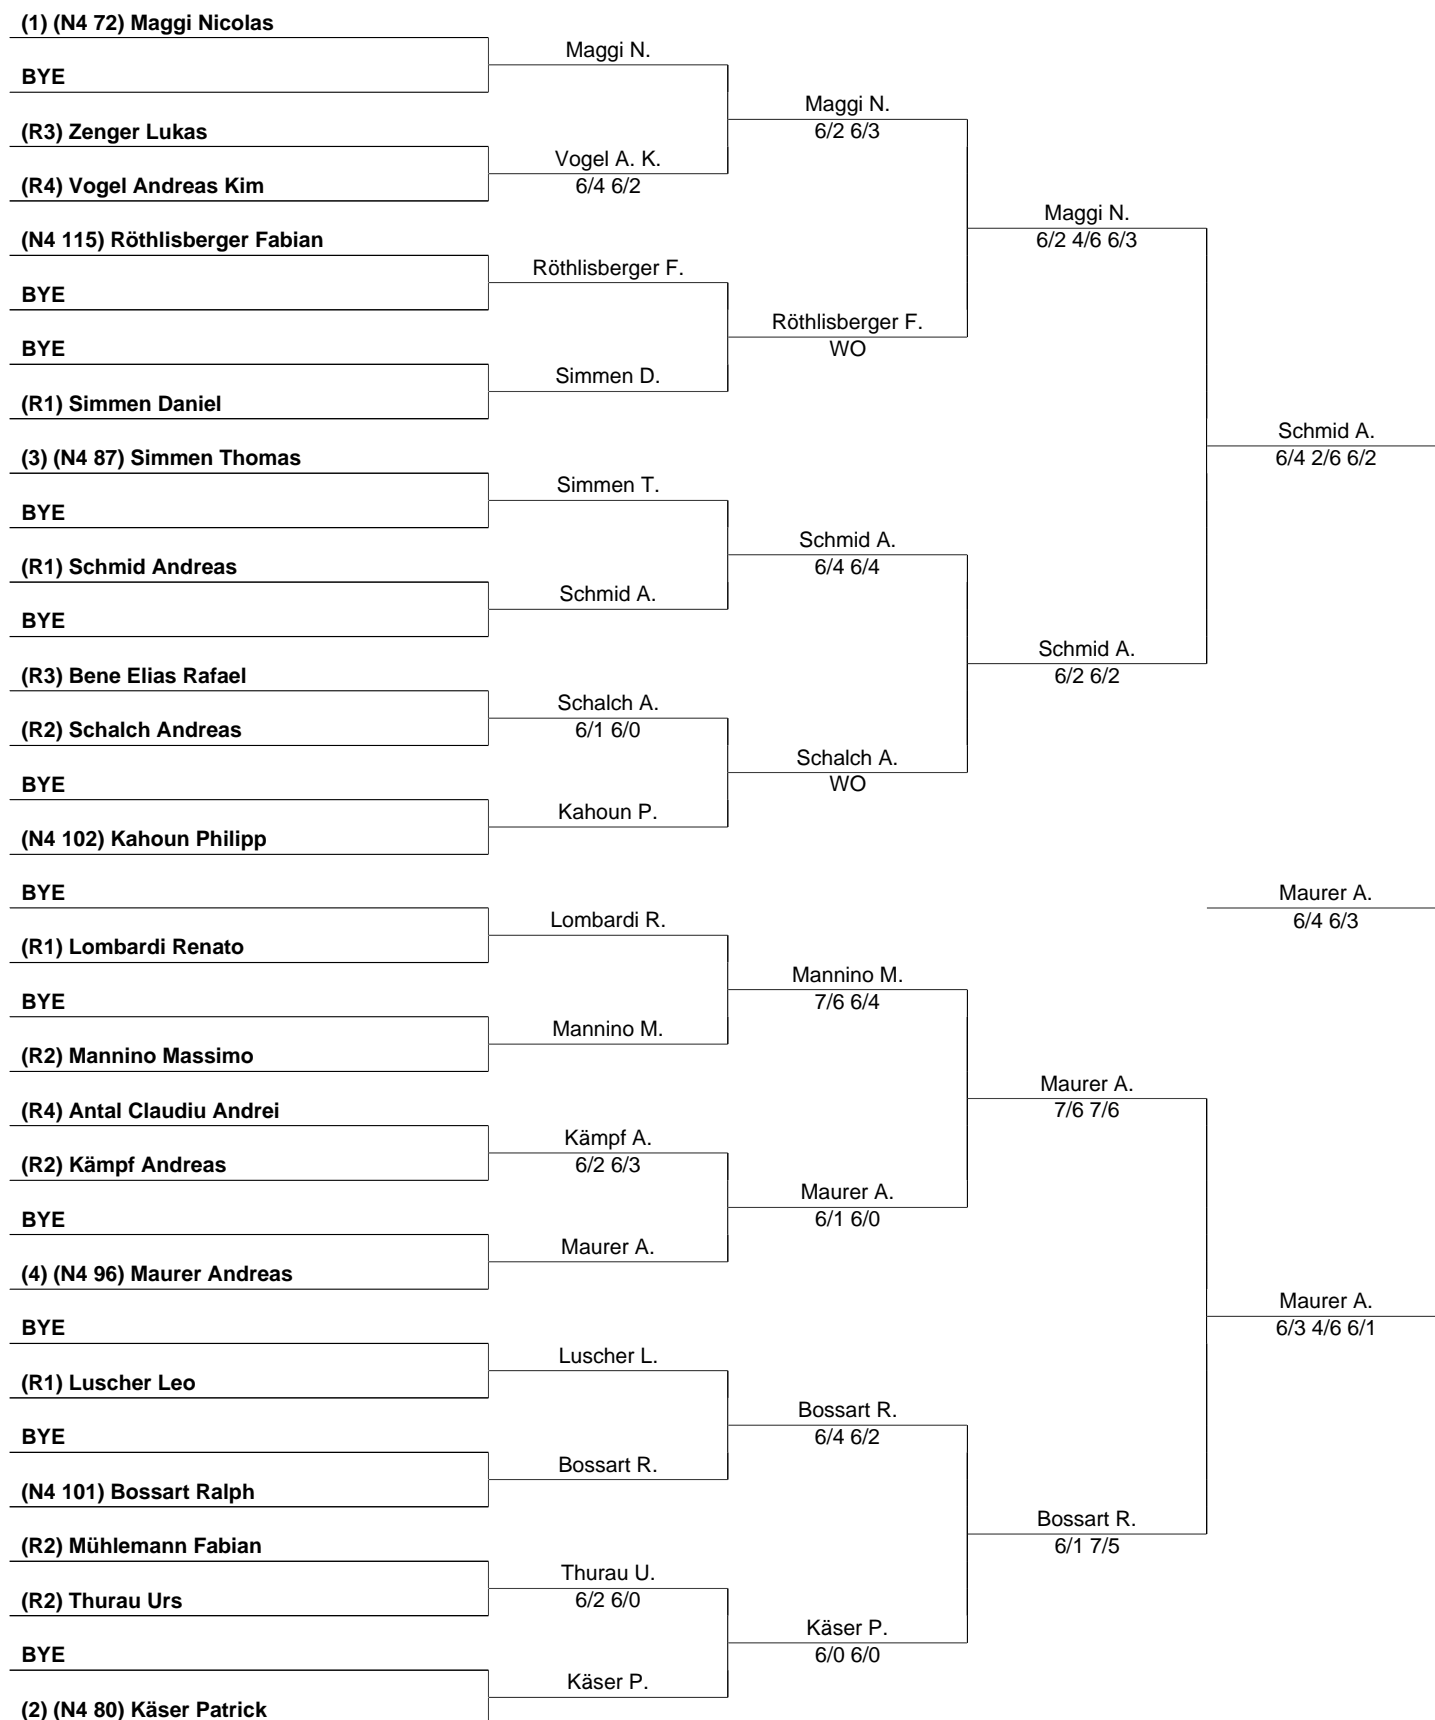 (1) (N4 72) Maggi Nicolas
Maggi N.
BYE
Maggi N.
6/2 6/3
(R3) Zenger Lukas
Vogel A. K.
6/4 6/2
(R4) Vogel Andreas Kim
Maggi N.
6/2 4/6 6/3
(N4 115) Röthlisberger Fabian
Röthlisberger F.
BYE
Röthlisberger F.
WO
BYE
Simmen D.
(R1) Simmen Daniel
Schmid A.
6/4 2/6 6/2
(3) (N4 87) Simmen Thomas
Simmen T.
BYE
Schmid A.
6/4 6/4
(R1) Schmid Andreas
Schmid A.
BYE
Schmid A.
6/2 6/2
(R3) Bene Elias Rafael
Schalch A.
6/1 6/0
(R2) Schalch Andreas
Schalch A.
WO
BYE
Kahoun P.
(N4 102) Kahoun Philipp
BYE
Maurer A.
6/4 6/3
Lombardi R.
(R1) Lombardi Renato
Mannino M.
7/6 6/4
BYE
Mannino M.
(R2) Mannino Massimo
Maurer A.
7/6 7/6
(R4) Antal Claudiu Andrei
Kämpf A.
6/2 6/3
(R2) Kämpf Andreas
Maurer A.
6/1 6/0
BYE
Maurer A.
(4) (N4 96) Maurer Andreas
Maurer A.
6/3 4/6 6/1
BYE
Luscher L.
(R1) Luscher Leo
Bossart R.
6/4 6/2
BYE
Bossart R.
(N4 101) Bossart Ralph
Bossart R.
6/1 7/5
(R2) Mühlemann Fabian
Thurau U.
6/2 6/0
(R2) Thurau Urs
Käser P.
6/0 6/0
BYE
Käser P.
(2) (N4 80) Käser Patrick